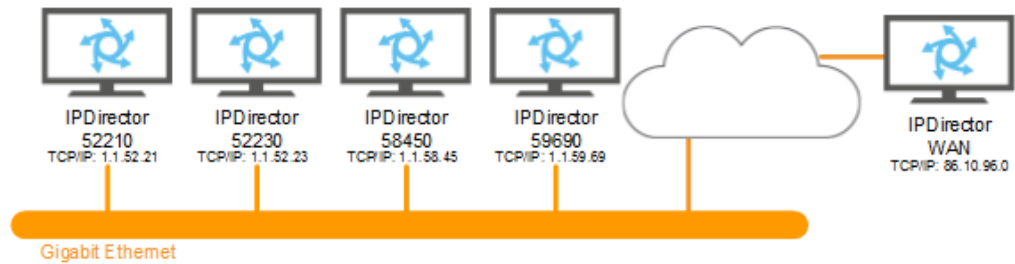 IPDirector
52210
TCP/IP: 1.1.52.21
IPDirector
52230
TCP/IP: 1.1.52.23
IPDirector
58450
TCP/IP: 1.1.58.45
IPDirector
59690
TCP/IP: 1.1.59.69
IPDirector
WAN
TCP/IP: 86.10.96.0
Gigabit Ethernet